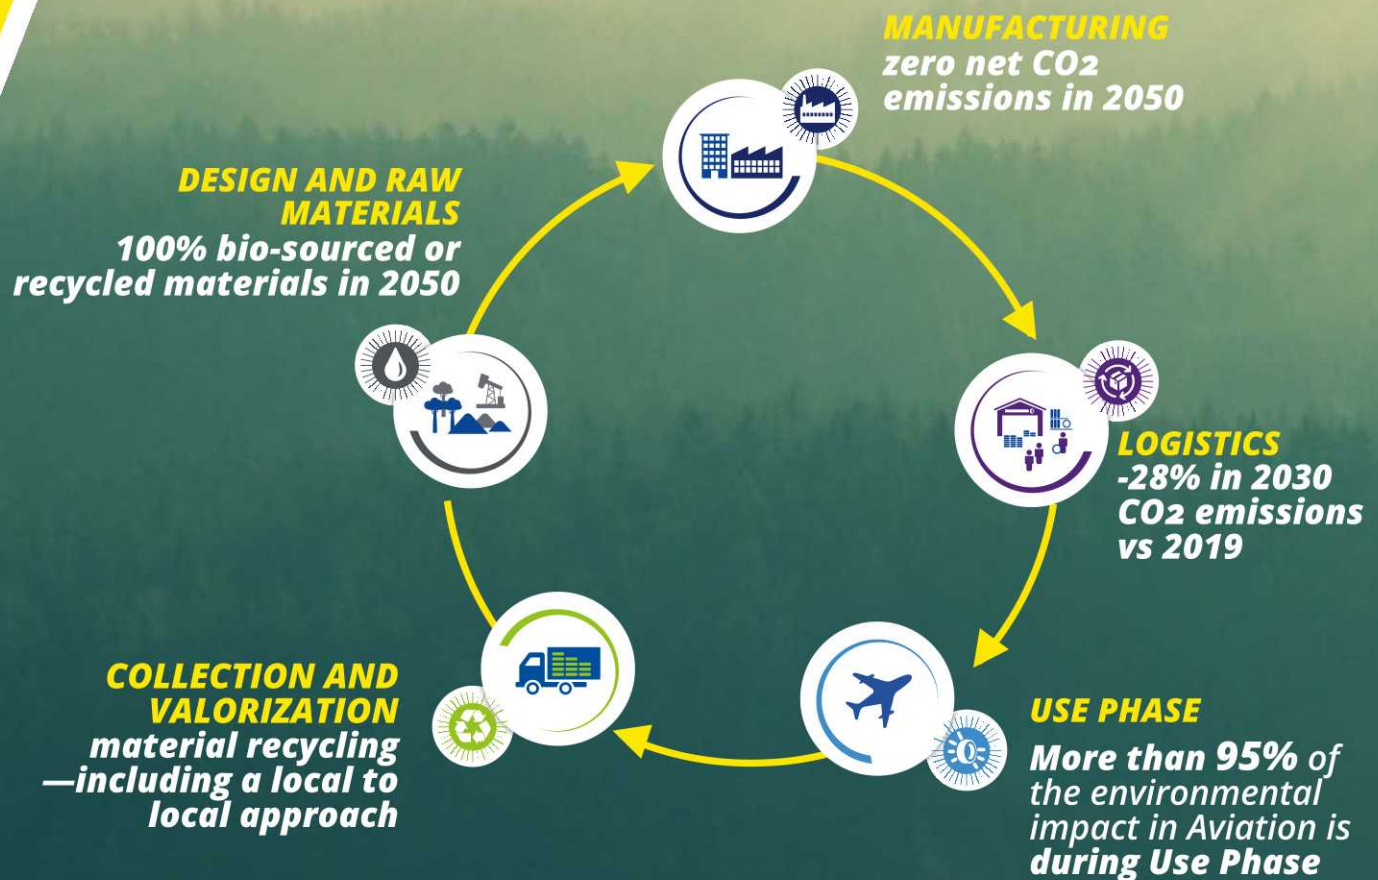 MANUFACTURING
zero net CO2
emissions in 2050
DESIGN AND RAW
MATERIALS
100% bio-sourced or
recycled materials in 2050
LOGISTICS
-28% in 2030
CO2 emissions
vs 2019
USE PHASE
More than 95% of
the environmental
impact in Aviation is
during Use Phase
COLLECTION AND
VALORIZATION
material recycling
—including a local to
local approach